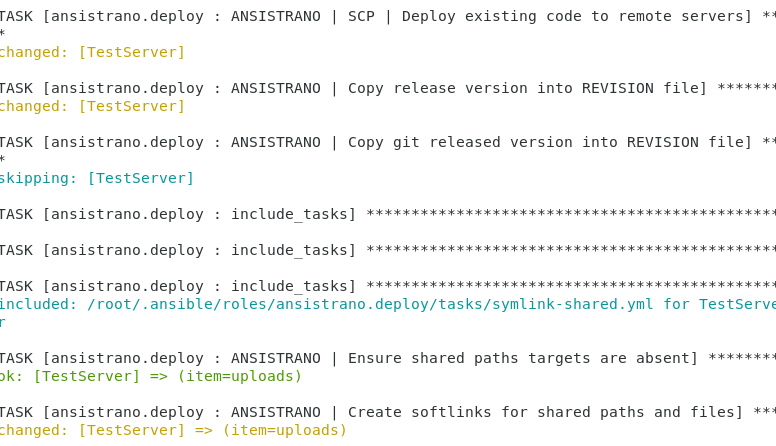 TASK [ansistrano.deploy : ANSISTRANO | SCP | Deploy existing code to remote servers] **
*
changed: [TestServer]
TASK [ansistrano.deploy : ANSISTRANO | Copy release version into REVISION file] *******
changed: [TestServer]
TASK [ansistrano.deploy : ANSISTRANO | Copy git released version into REVISION file] **
*
skipping: [TestServer]
TASK [ansistrano.deploy : include_tasks] **********************************************
TASK [ansistrano.deploy : include_tasks] **********************************************
TASK [ansistrano.deploy : include_tasks] **********************************************
included: /root/.ansible/roles/ansistrano.deploy/tasks/symlink-shared.yml for TestServe
r
TASK [ansistrano.deploy : ANSISTRANO | Ensure shared paths targets are absent] ********
ok: [TestServer] => (item=uploads)
TASK [ansistrano.deploy : ANSISTRANO | Create softlinks for shared paths and files] ***
changed: [TestServer] => (item=uploads)